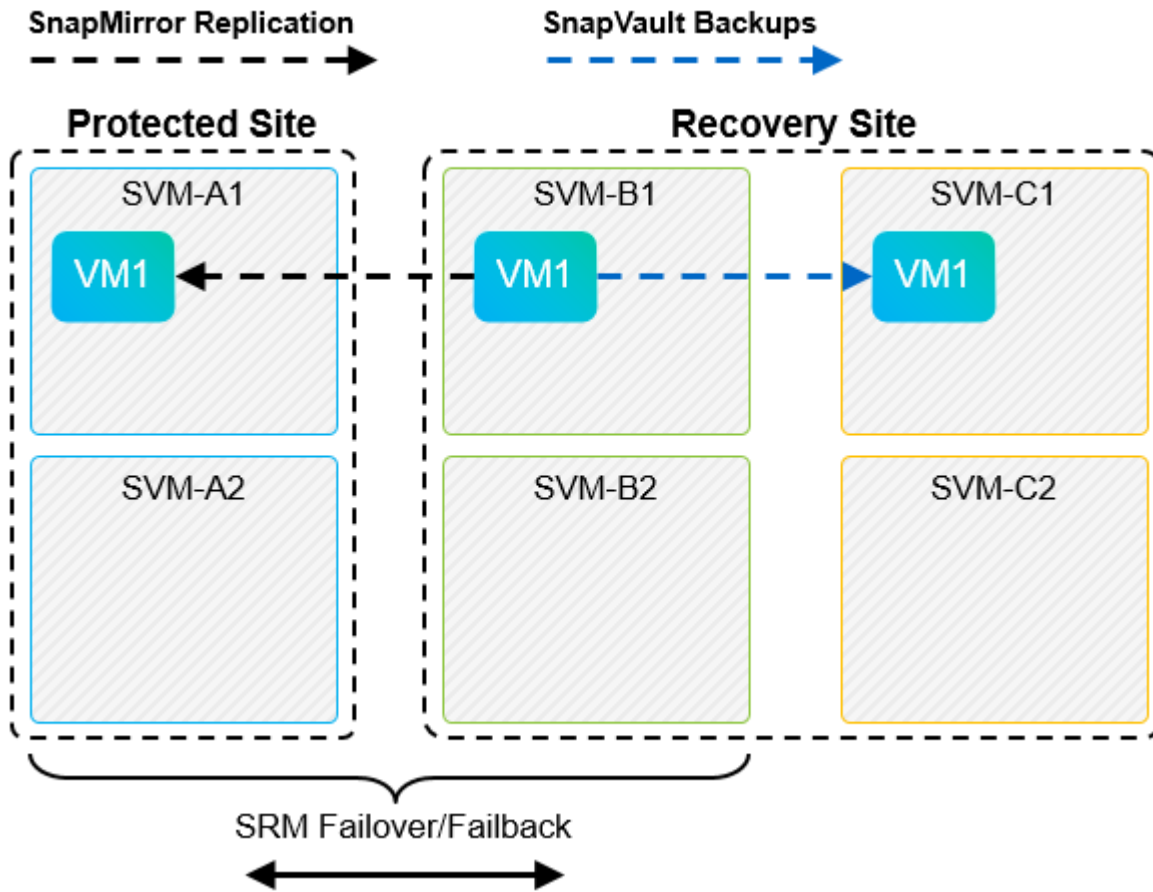 SnapMirror Replication
SnapVault Backups
Protected Site
Recovery Site
SVM-A1
SVM-B1
SVM-C1
VM1
VM1
VM1
SVM-A2
SVM-B2
SVM-C2
SRM Failover/Failback